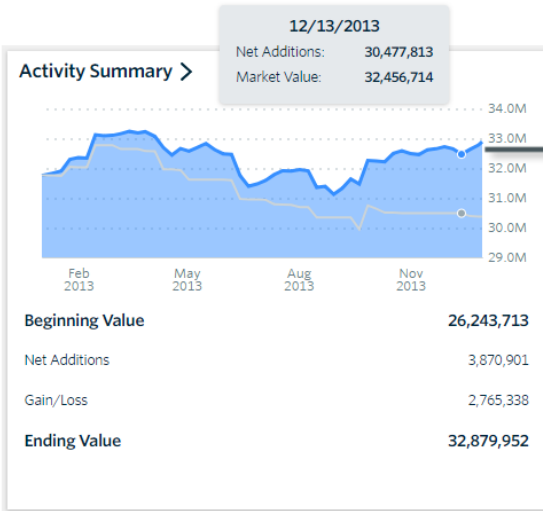 12/13/2013
Net Additions: 30,477,813
Market Value: 32,456,714
Activity Summary
34.0M
33.0M
32.0M
31.0M
30.0M
29.0M
Feb May Aug Nov
2013 2013 2013 2013
Beginning Value 26,243,713
Net Additions 3,870,901
Gain/Loss 2,765,338
Ending Value 32,879,952